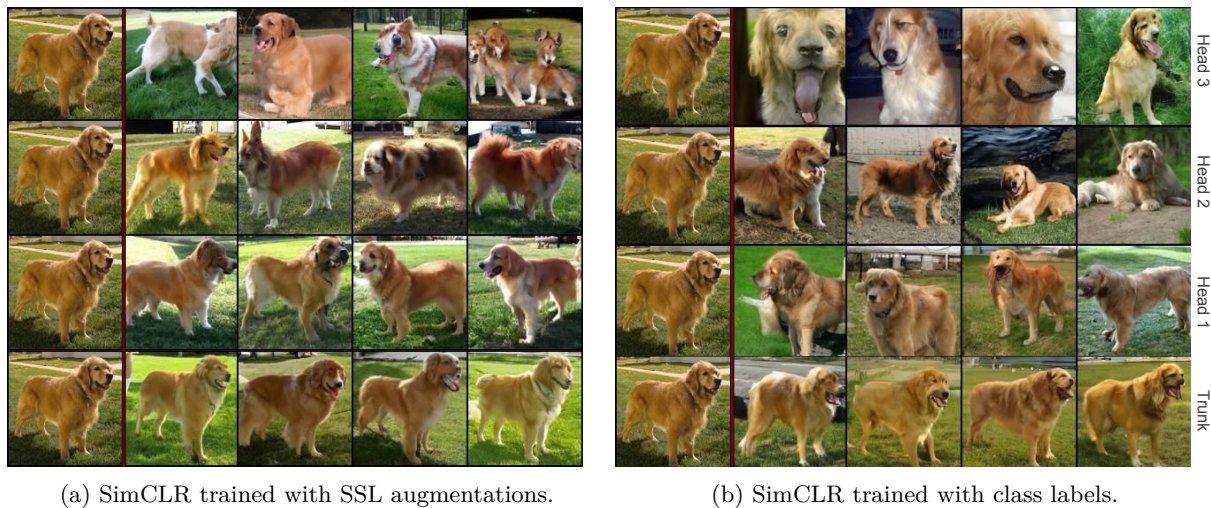 Head 3
Head 2
Head 1
Trunk
(a) SimCLR trained with SSL augmentations.
(b) SimCLR trained with class labels.